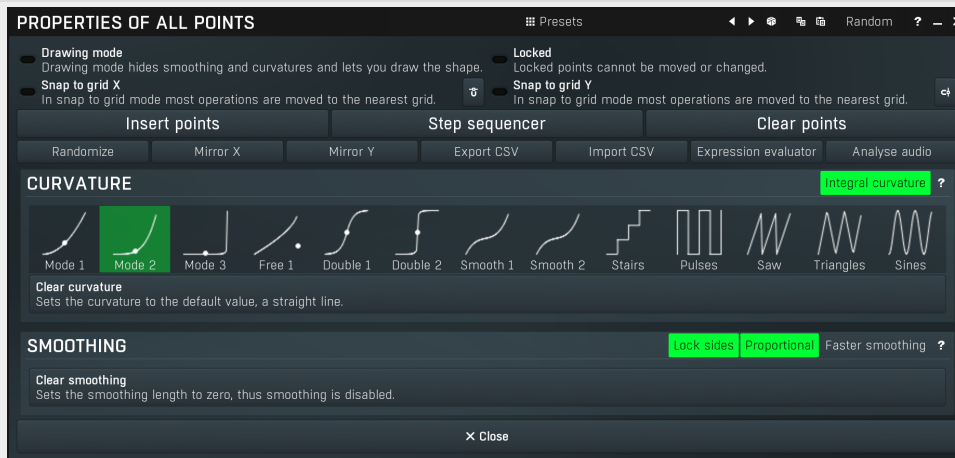 PROPERTIES OF ALL POINTS Presets Random ?
Drawing mode
Drawing mode hides smoothing and curvatures and lets you draw the shape.
Locked
Locked points cannot be moved or changed.
Snap to grid X
In snap to grid mode most operations are moved to the nearest grid.
Snap to grid Y
In snap to grid mode most operations are moved to the nearest grid.
Insert points Step sequencer Clear points
Randomize Mirror X Mirror Y Export CSV Import CSV Expression evaluator Analyse audio
CURVATURE Integral curvature ?
Mode 1 Mode 2 Mode 3 Free 1 Double 1 Double 2 Smooth 1 Smooth 2 Stairs Pulses Saw Triangles Sines
Clear curvature
Sets the curvature to the default value, a straight line.
SMOOTHING Lock sides Proportional Faster smoothing ?
Clear smoothing
Sets the smoothing length to zero, thus smoothing is disabled.
Close